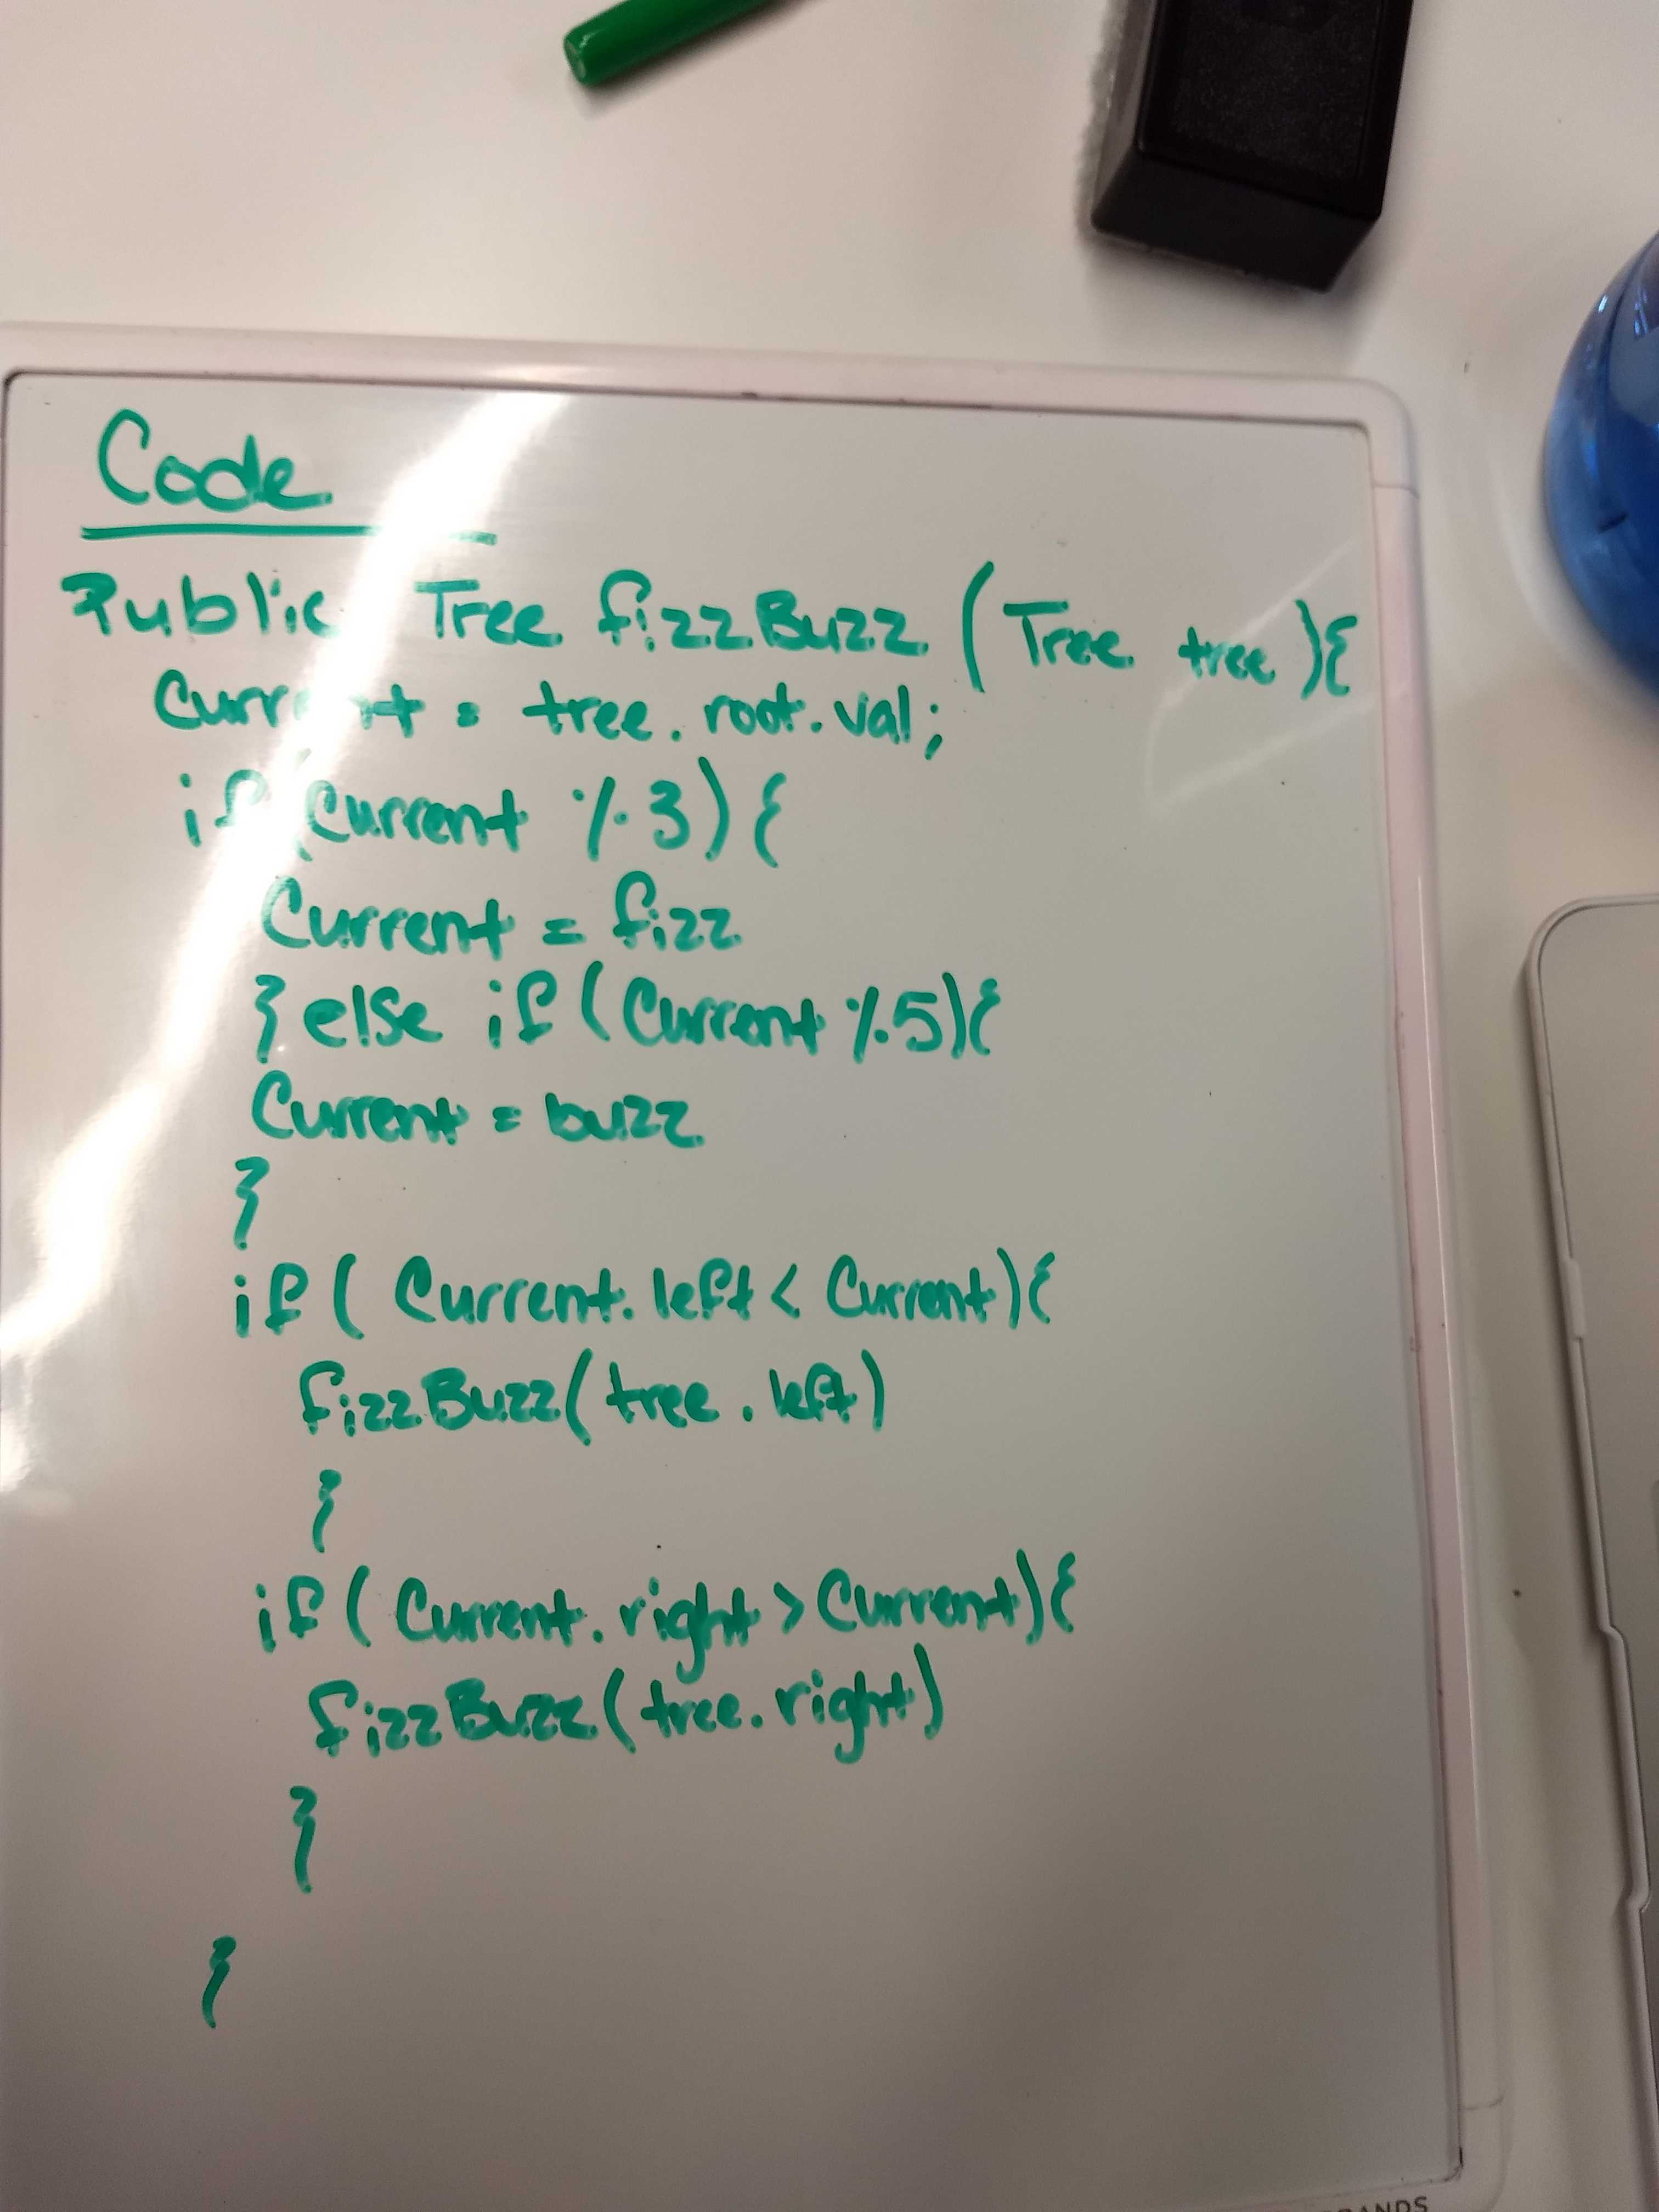 Code
Public Tree fizzBuzz (Tree tree){
Current = tree.root.val;
if (Current % 3){
Current = fizz
} else if (Current % 5){
Current = buzz
}
if ( Current.left < Current){
fizzBuzz( tree.left)
}
if ( Current.right > Current){
fizzBuzz( tree.right)
}
}